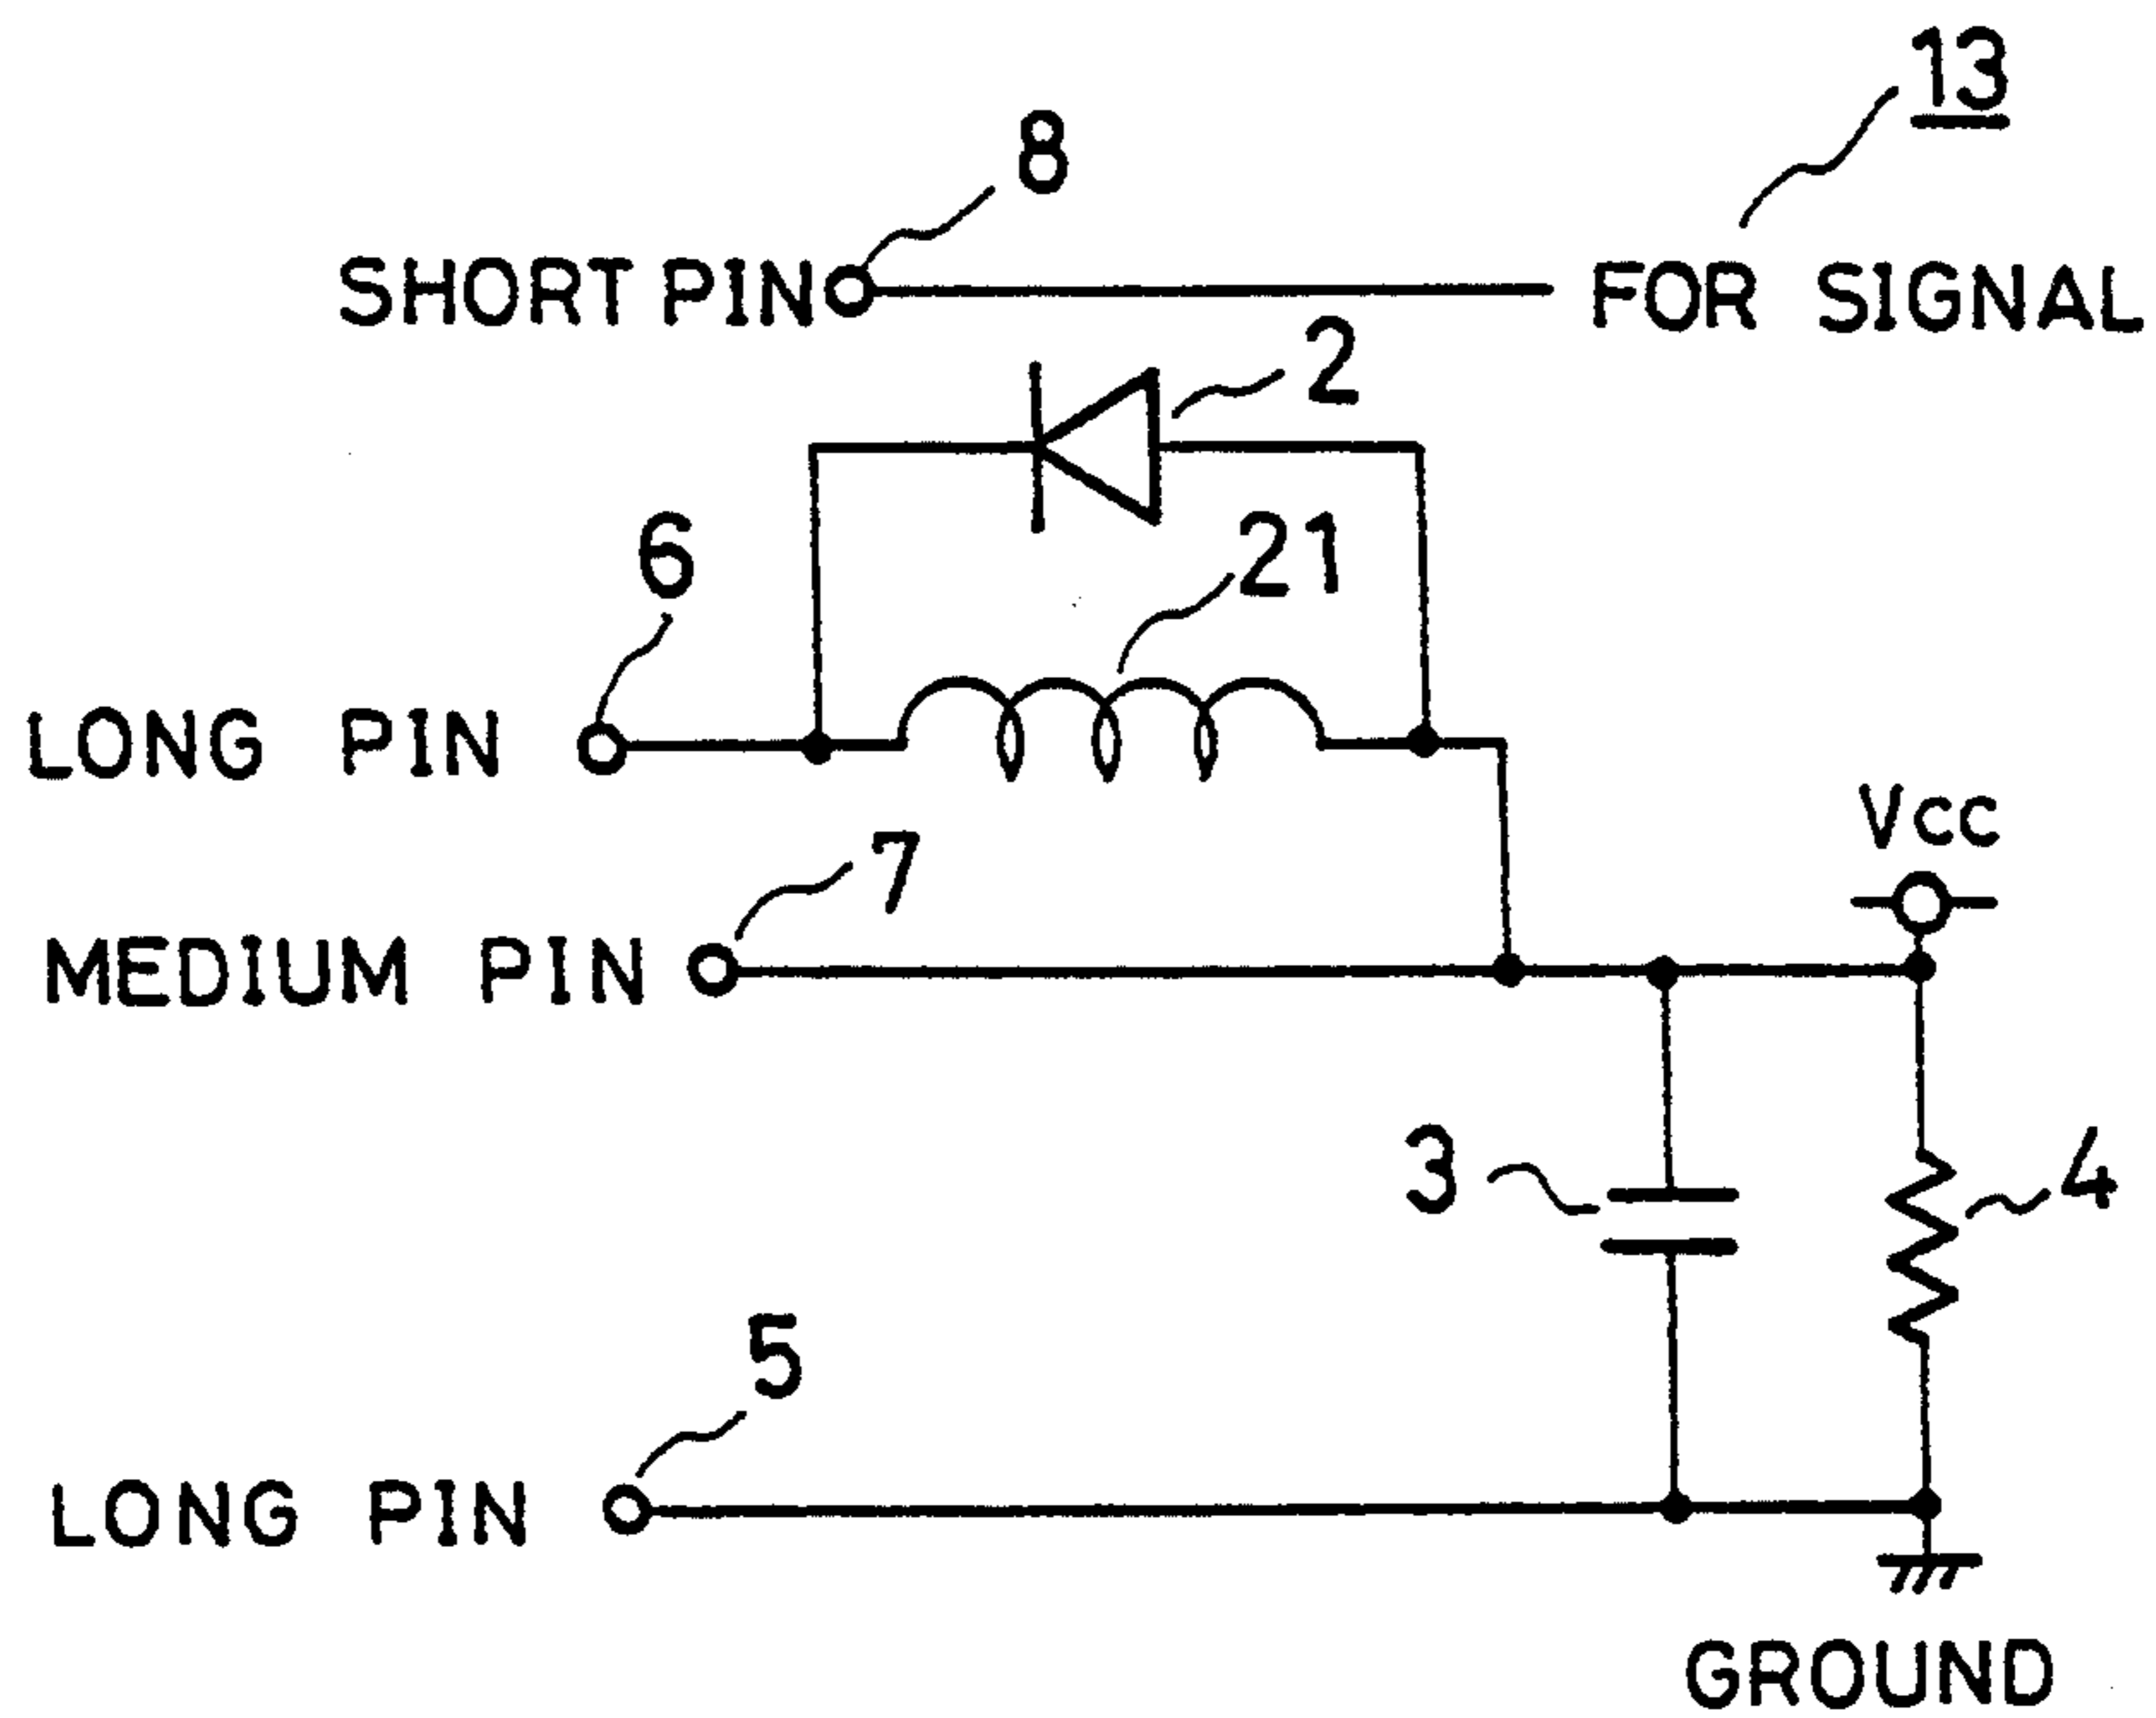 13
8
SHORT PIN FOR SIGNAL
2
6
21
LONG PIN
Vcc
7
MEDIUM PIN
3
4
5
LONG PIN
GROUND